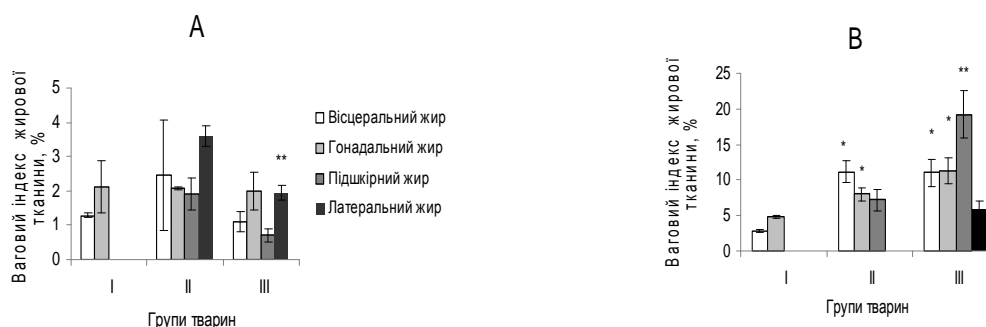 А
Ваговий індекс жирової
тканини, %
5
4
3
2
1
0
**
I
II
III
Групи тварин
Вісцеральний жир
Гонадальний жир
Підшкірний жир
Латеральний жир
В
Ваговий індекс жирової
тканини, %
25
20
15
10
5
0
*
*
*
*
**
I
II
III
Групи тварин